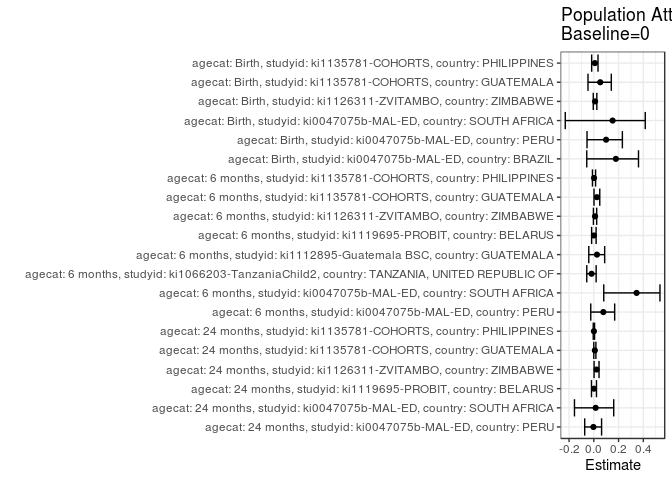 Population Att
Baseline=0
agecat: Birth, studyid: ki1135781-COHORTS, country: PHILIPPINES
agecat: Birth, studyid: ki1135781-COHORTS, country: GUATEMALA
agecat: Birth, studyid: ki1126311-ZVITAMBO, country: ZIMBABWE
agecat: Birth, studyid: ki0047075b-MAL-ED, country: SOUTH AFRICA
agecat: Birth, studyid: ki0047075b-MAL-ED, country: PERU
agecat: Birth, studyid: ki0047075b-MAL-ED, country: BRAZIL
agecat: 6 months, studyid: ki1135781-COHORTS, country: PHILIPPINES
agecat: 6 months, studyid: ki1135781-COHORTS, country: GUATEMALA
agecat: 6 months, studyid: ki1126311-ZVITAMBO, country: ZIMBABWE
agecat: 6 months, studyid: ki1119695-PROBIT, country: BELARUS
agecat: 6 months, studyid: ki1112895-Guatemala BSC, country: GUATEMALA
agecat: 6 months, studyid: ki1066203-TanzaniaChild2, country: TANZANIA, UNITED REPUBLIC OF
agecat: 6 months, studyid: ki0047075b-MAL-ED, country: SOUTH AFRICA
agecat: 6 months, studyid: ki0047075b-MAL-ED, country: PERU
agecat: 24 months, studyid: ki1135781-COHORTS, country: PHILIPPINES
agecat: 24 months, studyid: ki1135781-COHORTS, country: GUATEMALA
agecat: 24 months, studyid: ki1126311-ZVITAMBO, country: ZIMBABWE
agecat: 24 months, studyid: ki1119695-PROBIT, country: BELARUS
agecat: 24 months, studyid: ki0047075b-MAL-ED, country: SOUTH AFRICA
agecat: 24 months, studyid: ki0047075b-MAL-ED, country: PERU
-0.2 0.0 0.2 0.4
Estimate